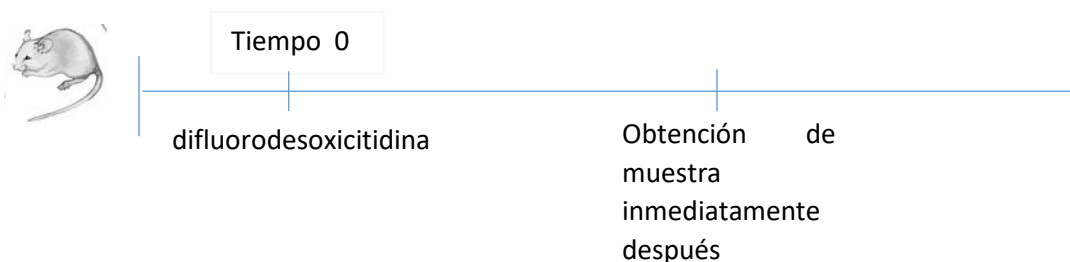 Tiempo 0
difluorodesoxicitidina
Obtención de
muestra
inmediatamente
después